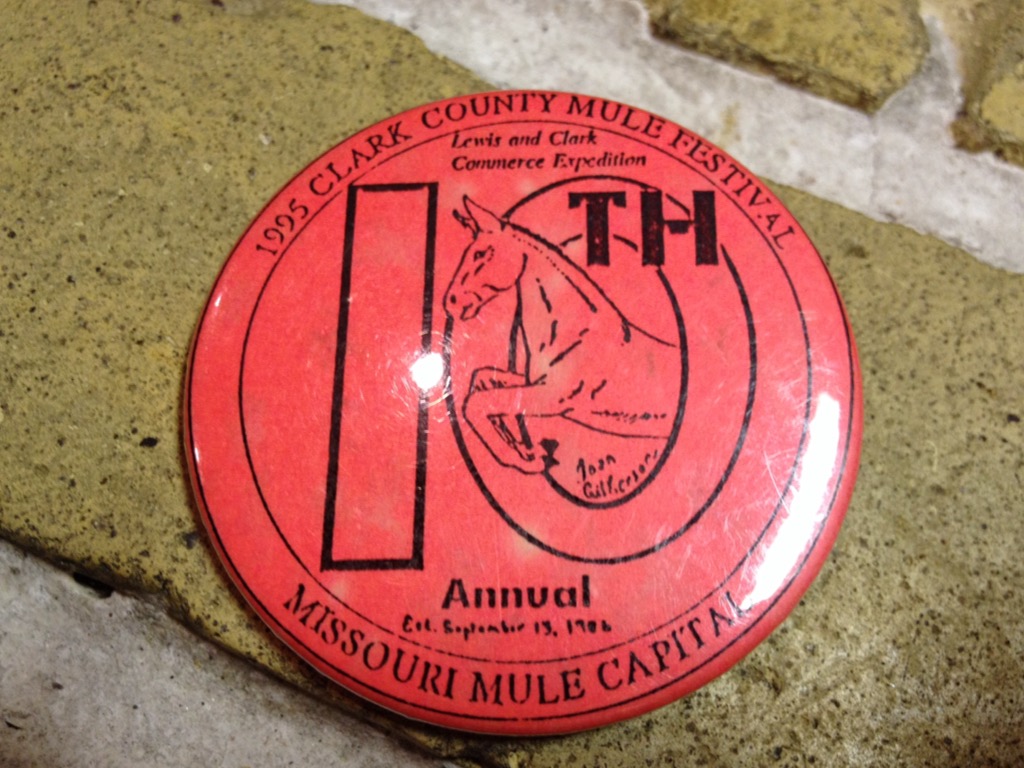 1995 CLARK COUNTY MULE FESTIVAL
Lewis and Clark
Commerce Expedition
10TH
Joan
Annual
Est. September 13, 1986
MISSOURI MULE CAPITAL